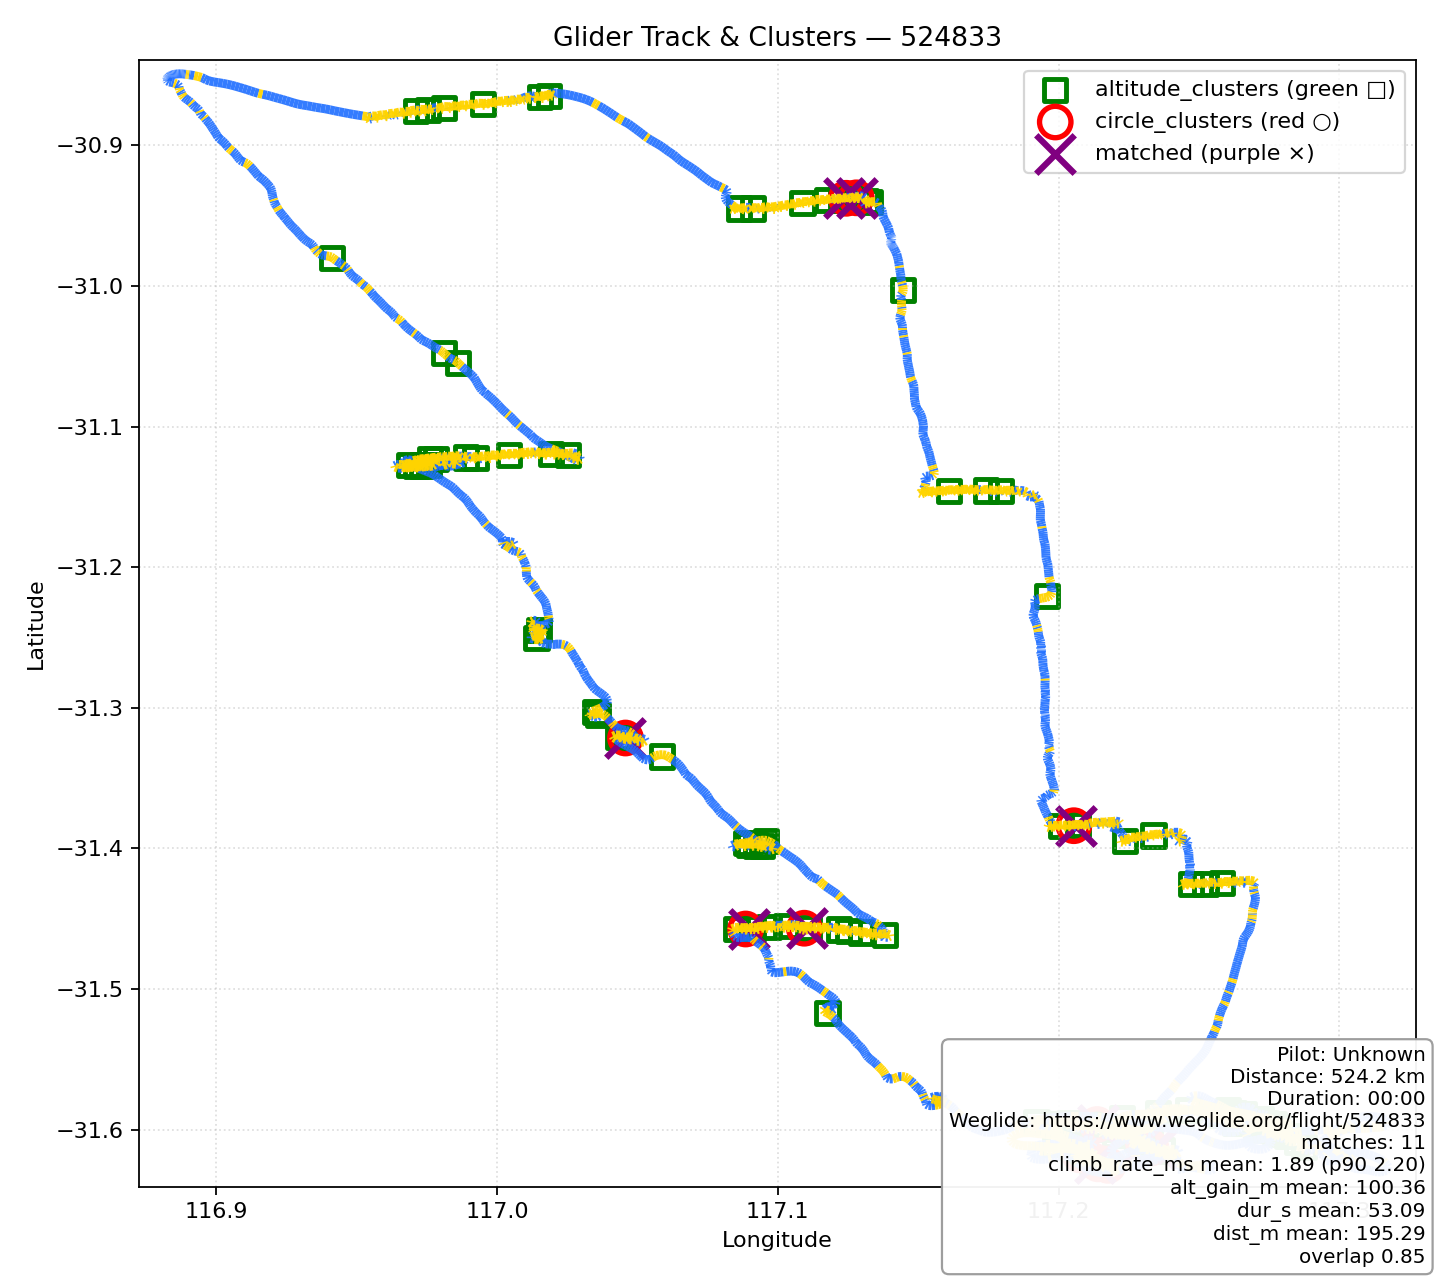 Glider Track & Clusters — 524833
altitude_clusters (green □)
circle_clusters (red ○)
matched (purple ×)
Latitude
−30.9
−31.0
−31.1
−31.2
−31.3
−31.4
−31.5
−31.6
116.9
117.0
117.1
117.2
Longitude
Pilot: Unknown
Distance: 524.2 km
Duration: 00:00
Weglide: https://www.weglide.org/flight/524833
matches: 11
climb_rate_ms mean: 1.89 (p90 2.20)
alt_gain_m mean: 100.36
dur_s mean: 53.09
dist_m mean: 195.29
overlap 0.85